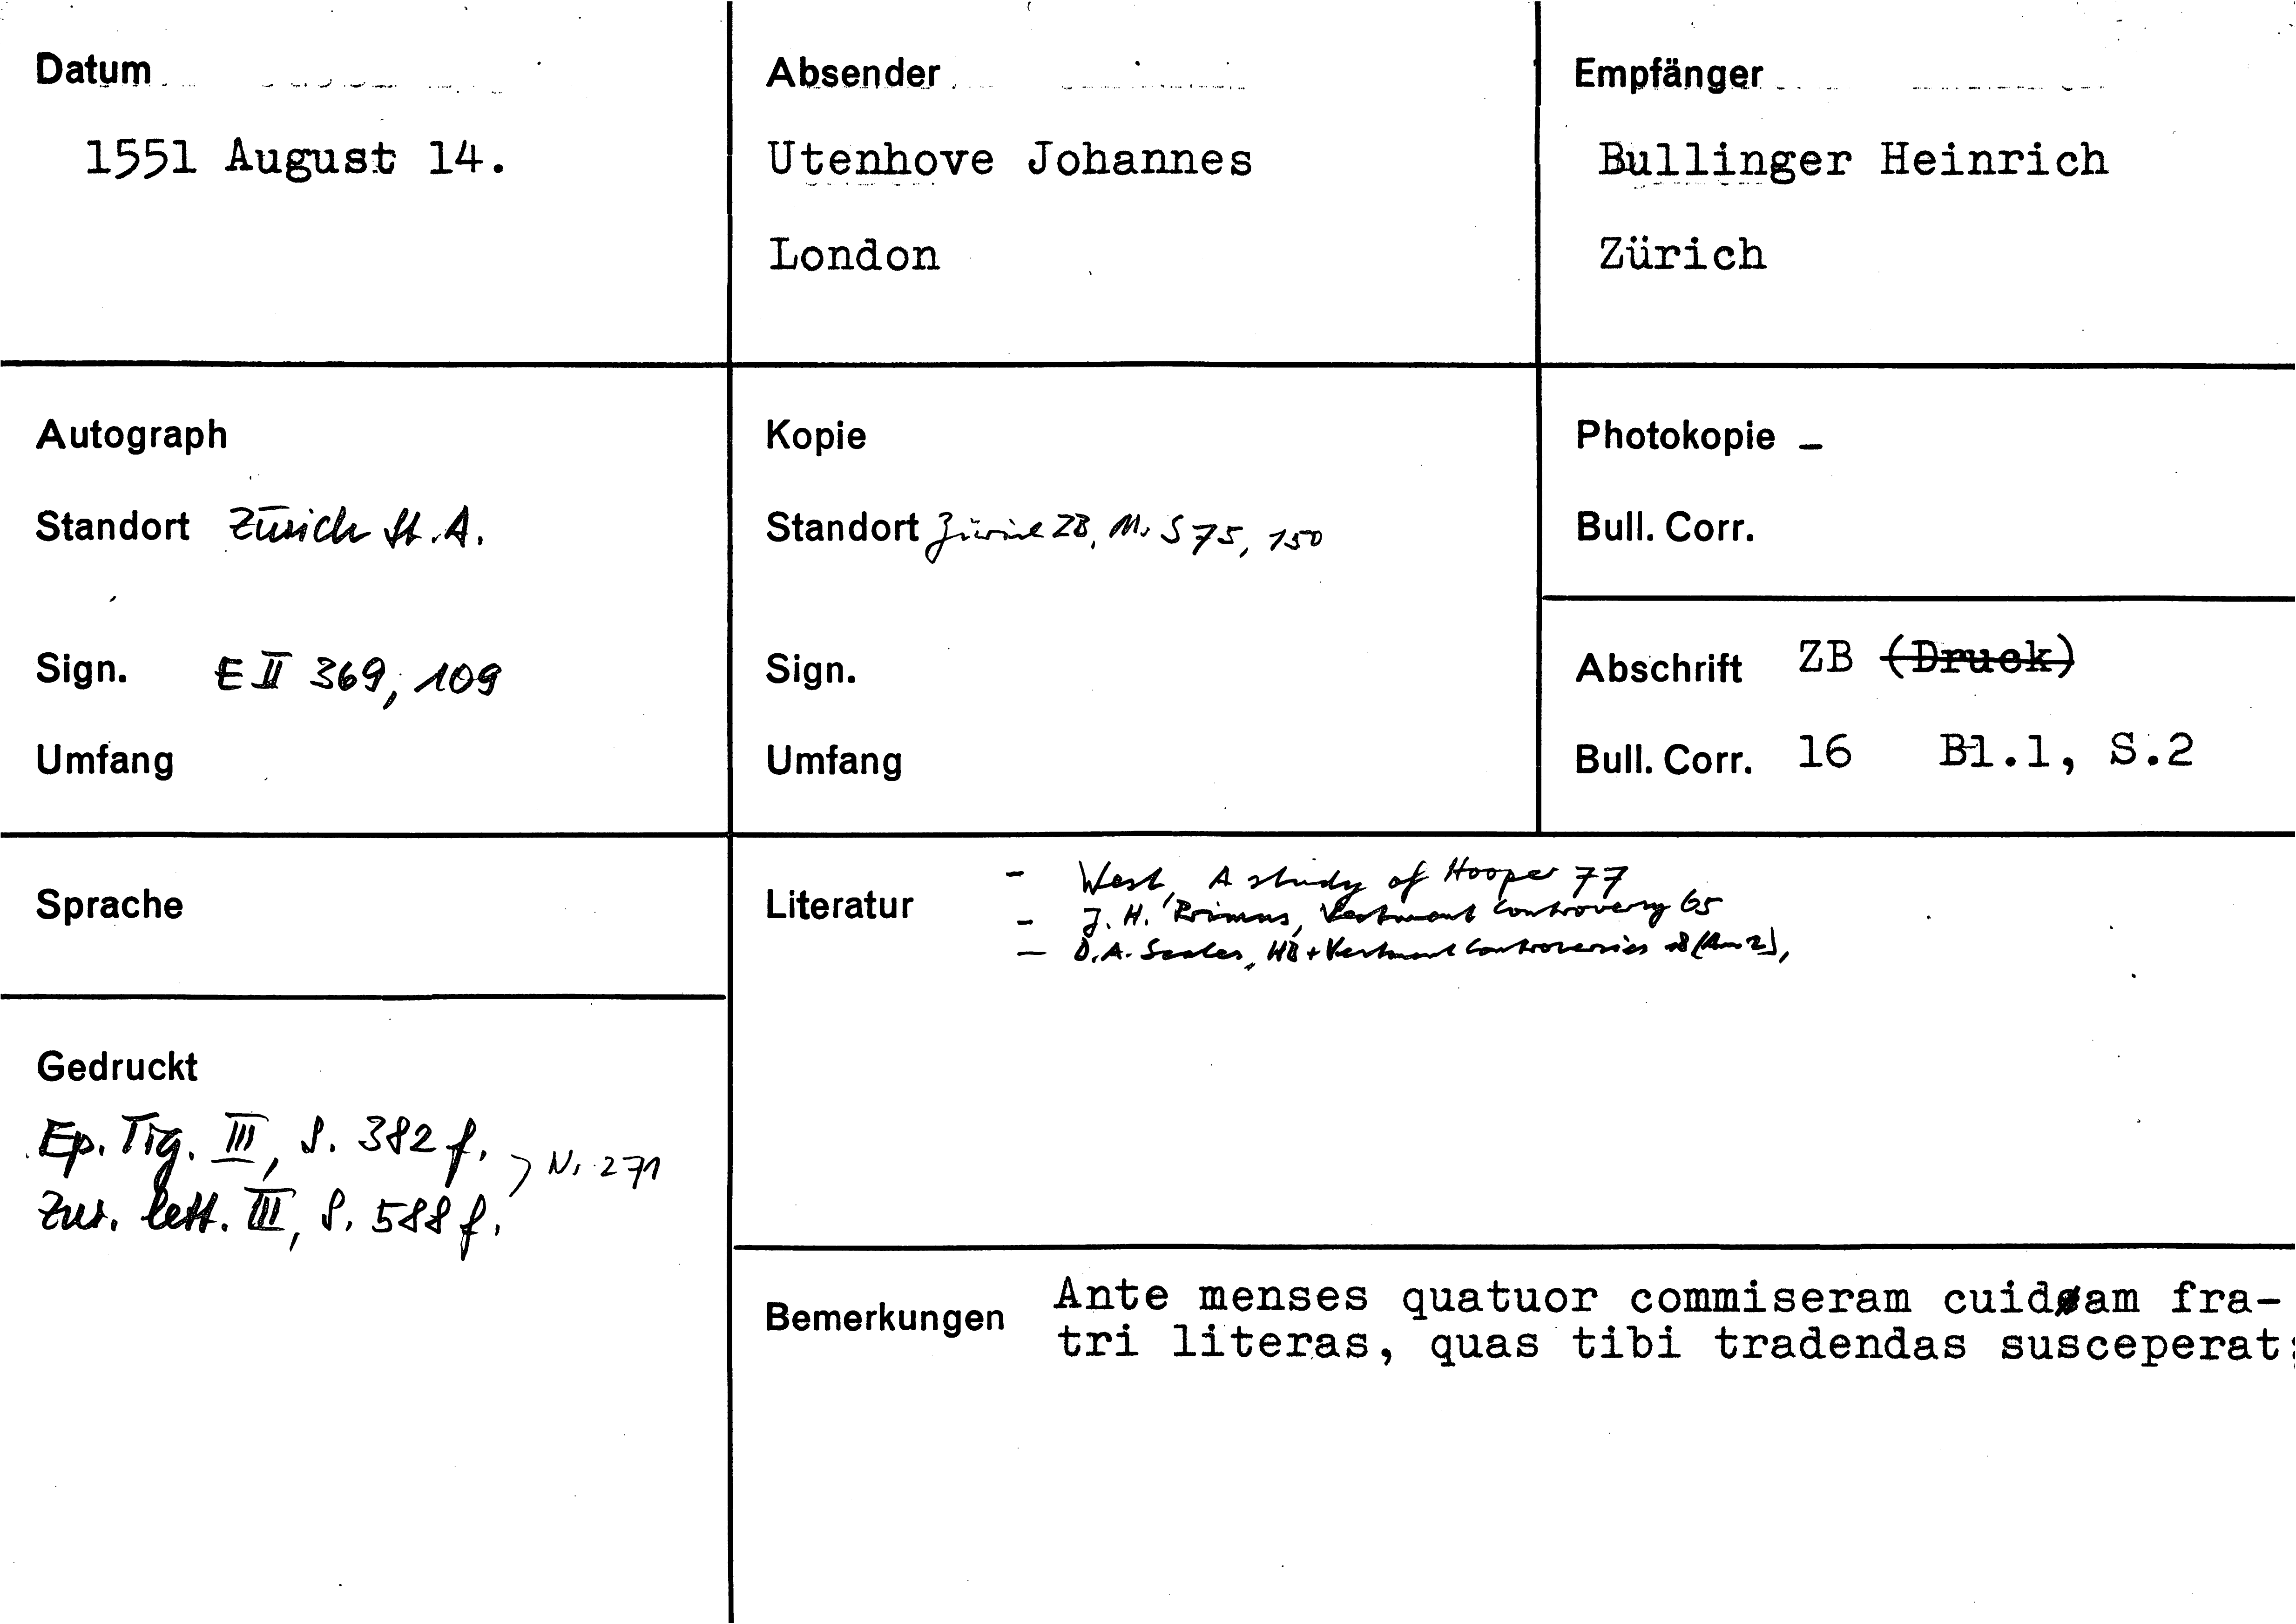 Datum
1551 August 14.
Absender
Utenhove Johannes
London
Empfänger
Bullinger Heinrich
Zürich
Autograph
Standort Zürich St.A.
Sign. E II 369, 109
Umfang
Kopie
Standort Zürich ZB, Ms S 75, 150
Sign.
Umfang
Photokopie –
Bull. Corr.
Abschrift ZB (Druck)
Bull. Corr. 16 Bl.1, S.2
Sprache
Gedruckt
Ep. Tig. III, S. 382 f.
Zur. lett. III, S. 588 f.
Nr. 271
Literatur
- West, A study of Hooper 77
- J. H. Primus, Vestment Controversy 65
- D.A. Scales, HB + Vestment Controversies 18 (Anm 2),
Bemerkungen
Ante menses quatuor commiseram cuidam fra-
tri literas, quas tibi tradendas susceperat;